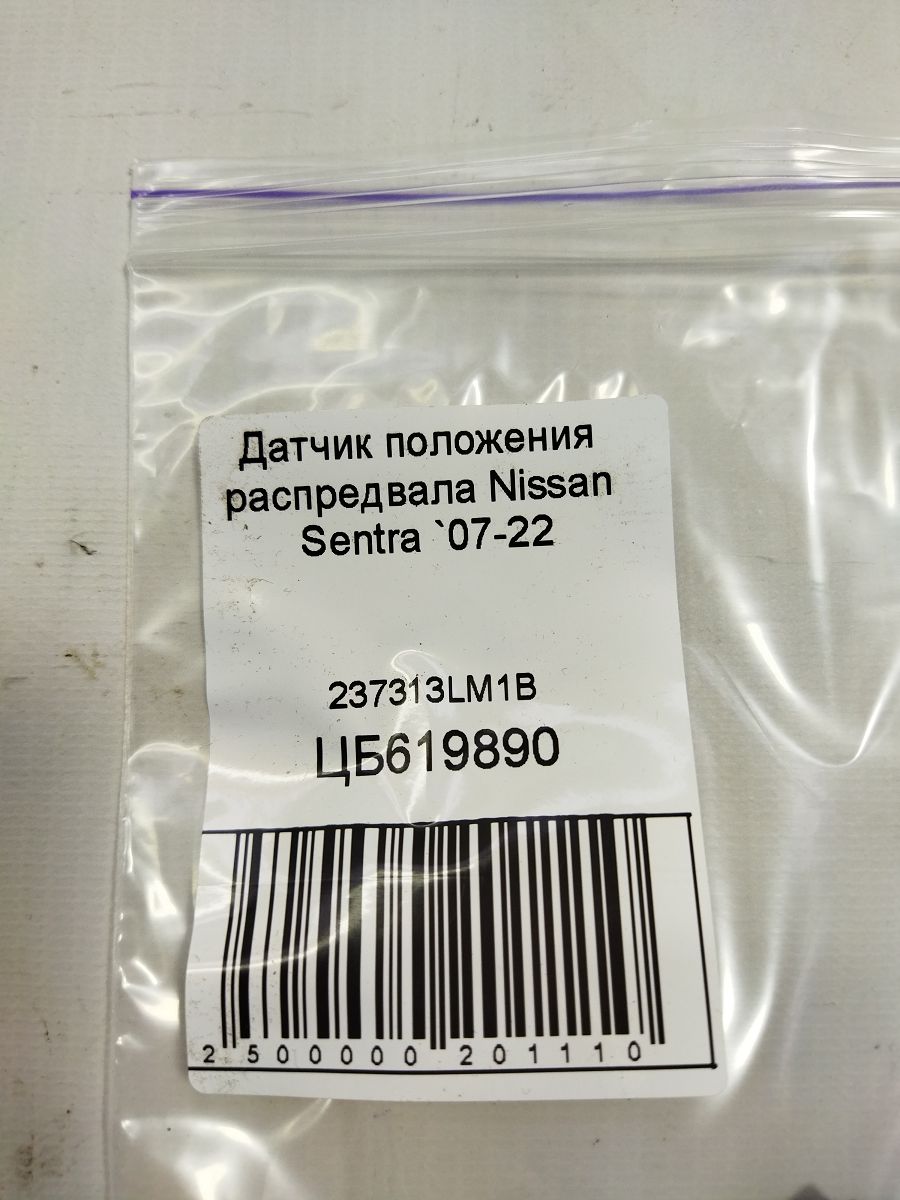 Датчик положения
распредвала Nissan
Sentra `07-22
237313LM1B
ЦБ619890
2 500000 201110